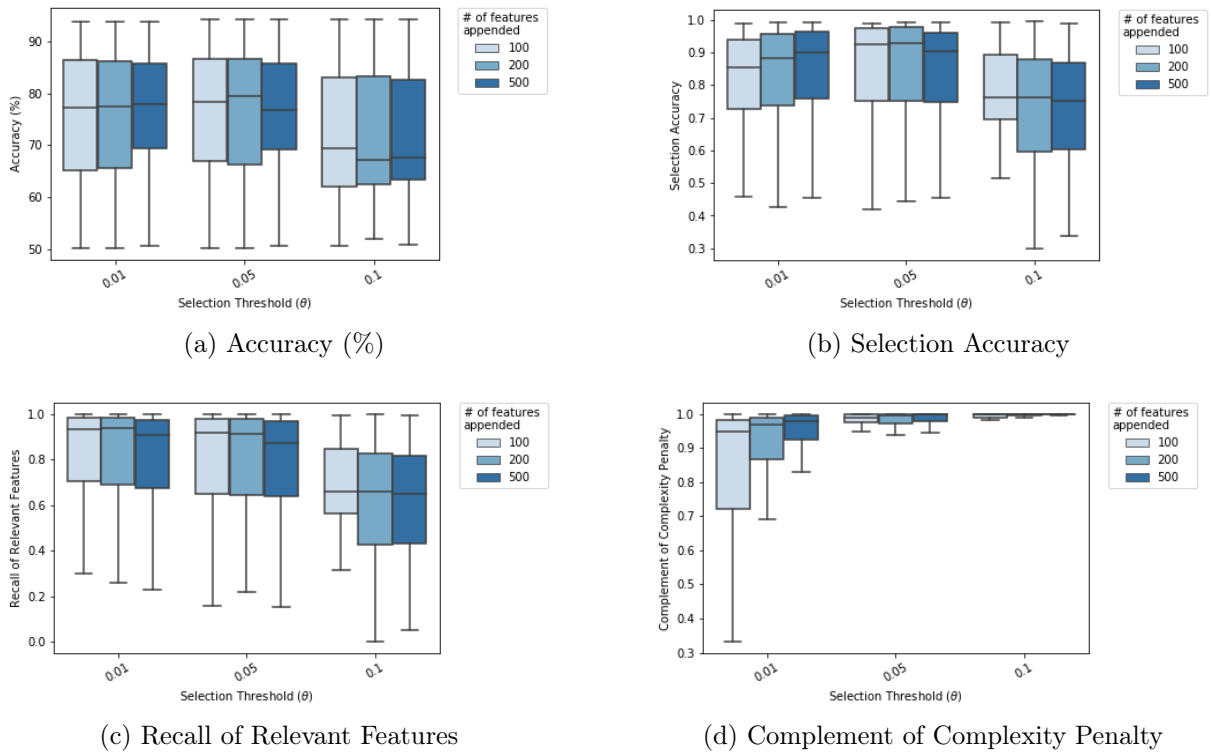 # of features
appended
100
200
500
90
80
70
60
50
Accuracy (%)
0.01
0.05
0.1
Selection Threshold (θ)
(a) Accuracy (%)
# of features
appended
100
200
500
1.0
0.9
0.8
0.7
0.6
0.5
0.4
0.3
Selection Accuracy
0.01
0.05
0.1
Selection Threshold (θ)
(b) Selection Accuracy
# of features
appended
100
200
500
1.0
0.8
0.6
0.4
0.2
0.0
Recall of Relevant Features
0.01
0.05
0.1
Selection Threshold (θ)
(c) Recall of Relevant Features
# of features
appended
100
200
500
1.0
0.9
0.8
0.7
0.6
0.5
0.4
0.3
Complement of Complexity Penalty
0.01
0.05
0.1
Selection Threshold (θ)
(d) Complement of Complexity Penalty